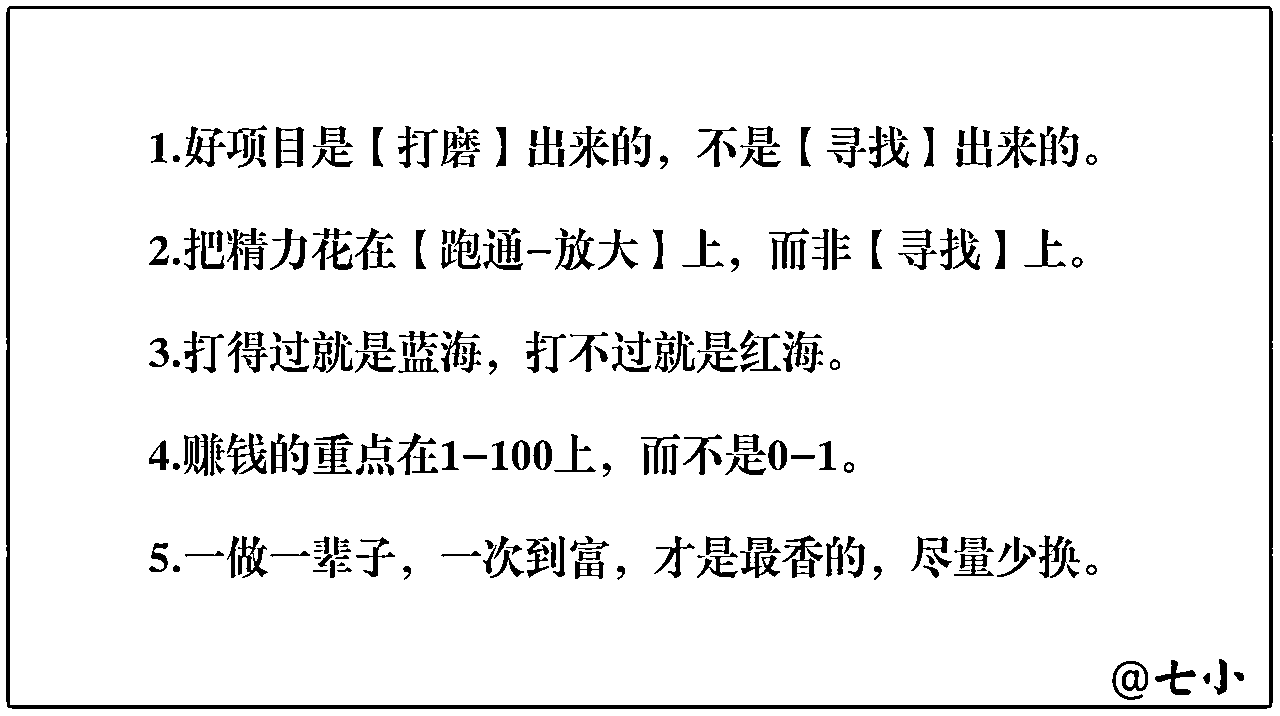 1.好项目是【打磨】出来的，不是【寻找】出来的。
2.把精力花在【跑通-放大】上，而非【寻找】上。
3.打得过就是蓝海，打不过就是红海。
4.赚钱的重点在1-100上，而不是0-1。
5.一做一辈子，一次到富，才是最香的，尽量少换。
@七小